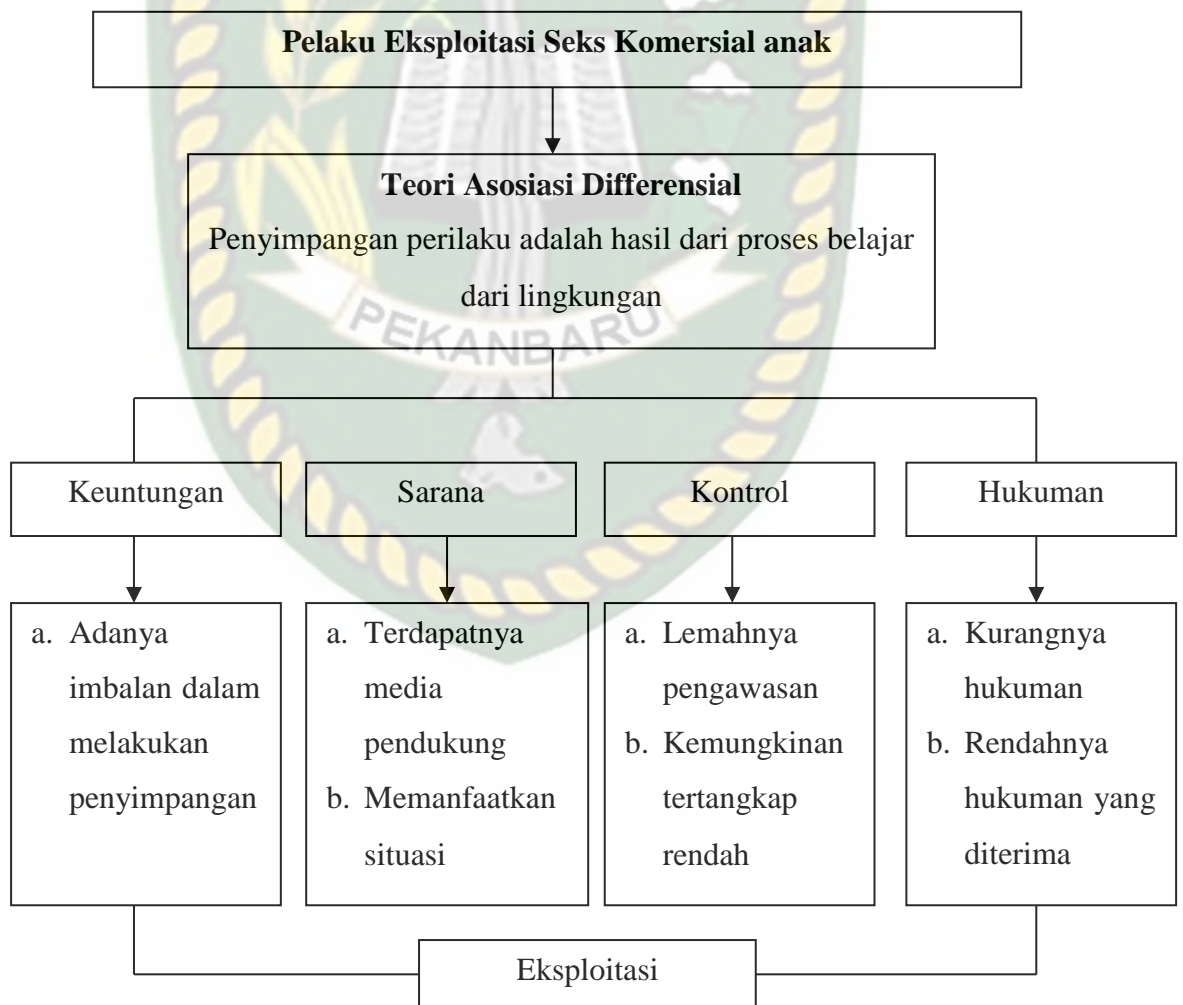 Pelaku Eksploitasi Seks Komersial anak
Teori Asosiasi Differensial
Penyimpangan perilaku adalah hasil dari proses belajar
dari lingkungan
PEKANBARU
Keuntungan
Sarana
Kontrol
Hukuman
a. Adanya
imbalan dalam
melakukan
penyimpangan
a. Terdapatnya
media
pendukung
b. Memanfaatkan
situasi
a. Lemahnya
pengawasan
b. Kemungkinan
tertangkap
rendah
a. Kurangnya
hukuman
b. Rendahnya
hukuman yang
diterima
Eksploitasi